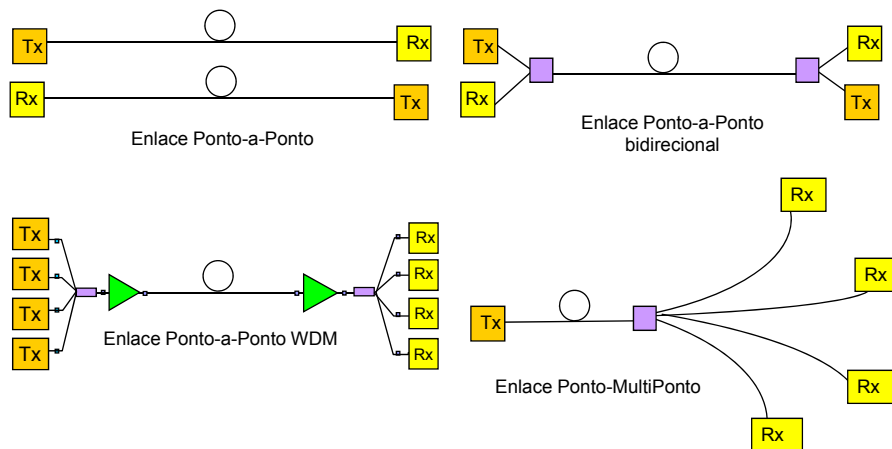 Tx
Rx
Rx
Tx
Enlace Ponto-a-Ponto
Tx
Rx
Rx
Tx
Enlace Ponto-a-Ponto
bidirecional
Tx
Tx
Tx
Tx
Rx
Rx
Rx
Rx
Enlace Ponto-a-Ponto WDM
Tx
Rx
Rx
Rx
Rx
Enlace Ponto-MultiPonto